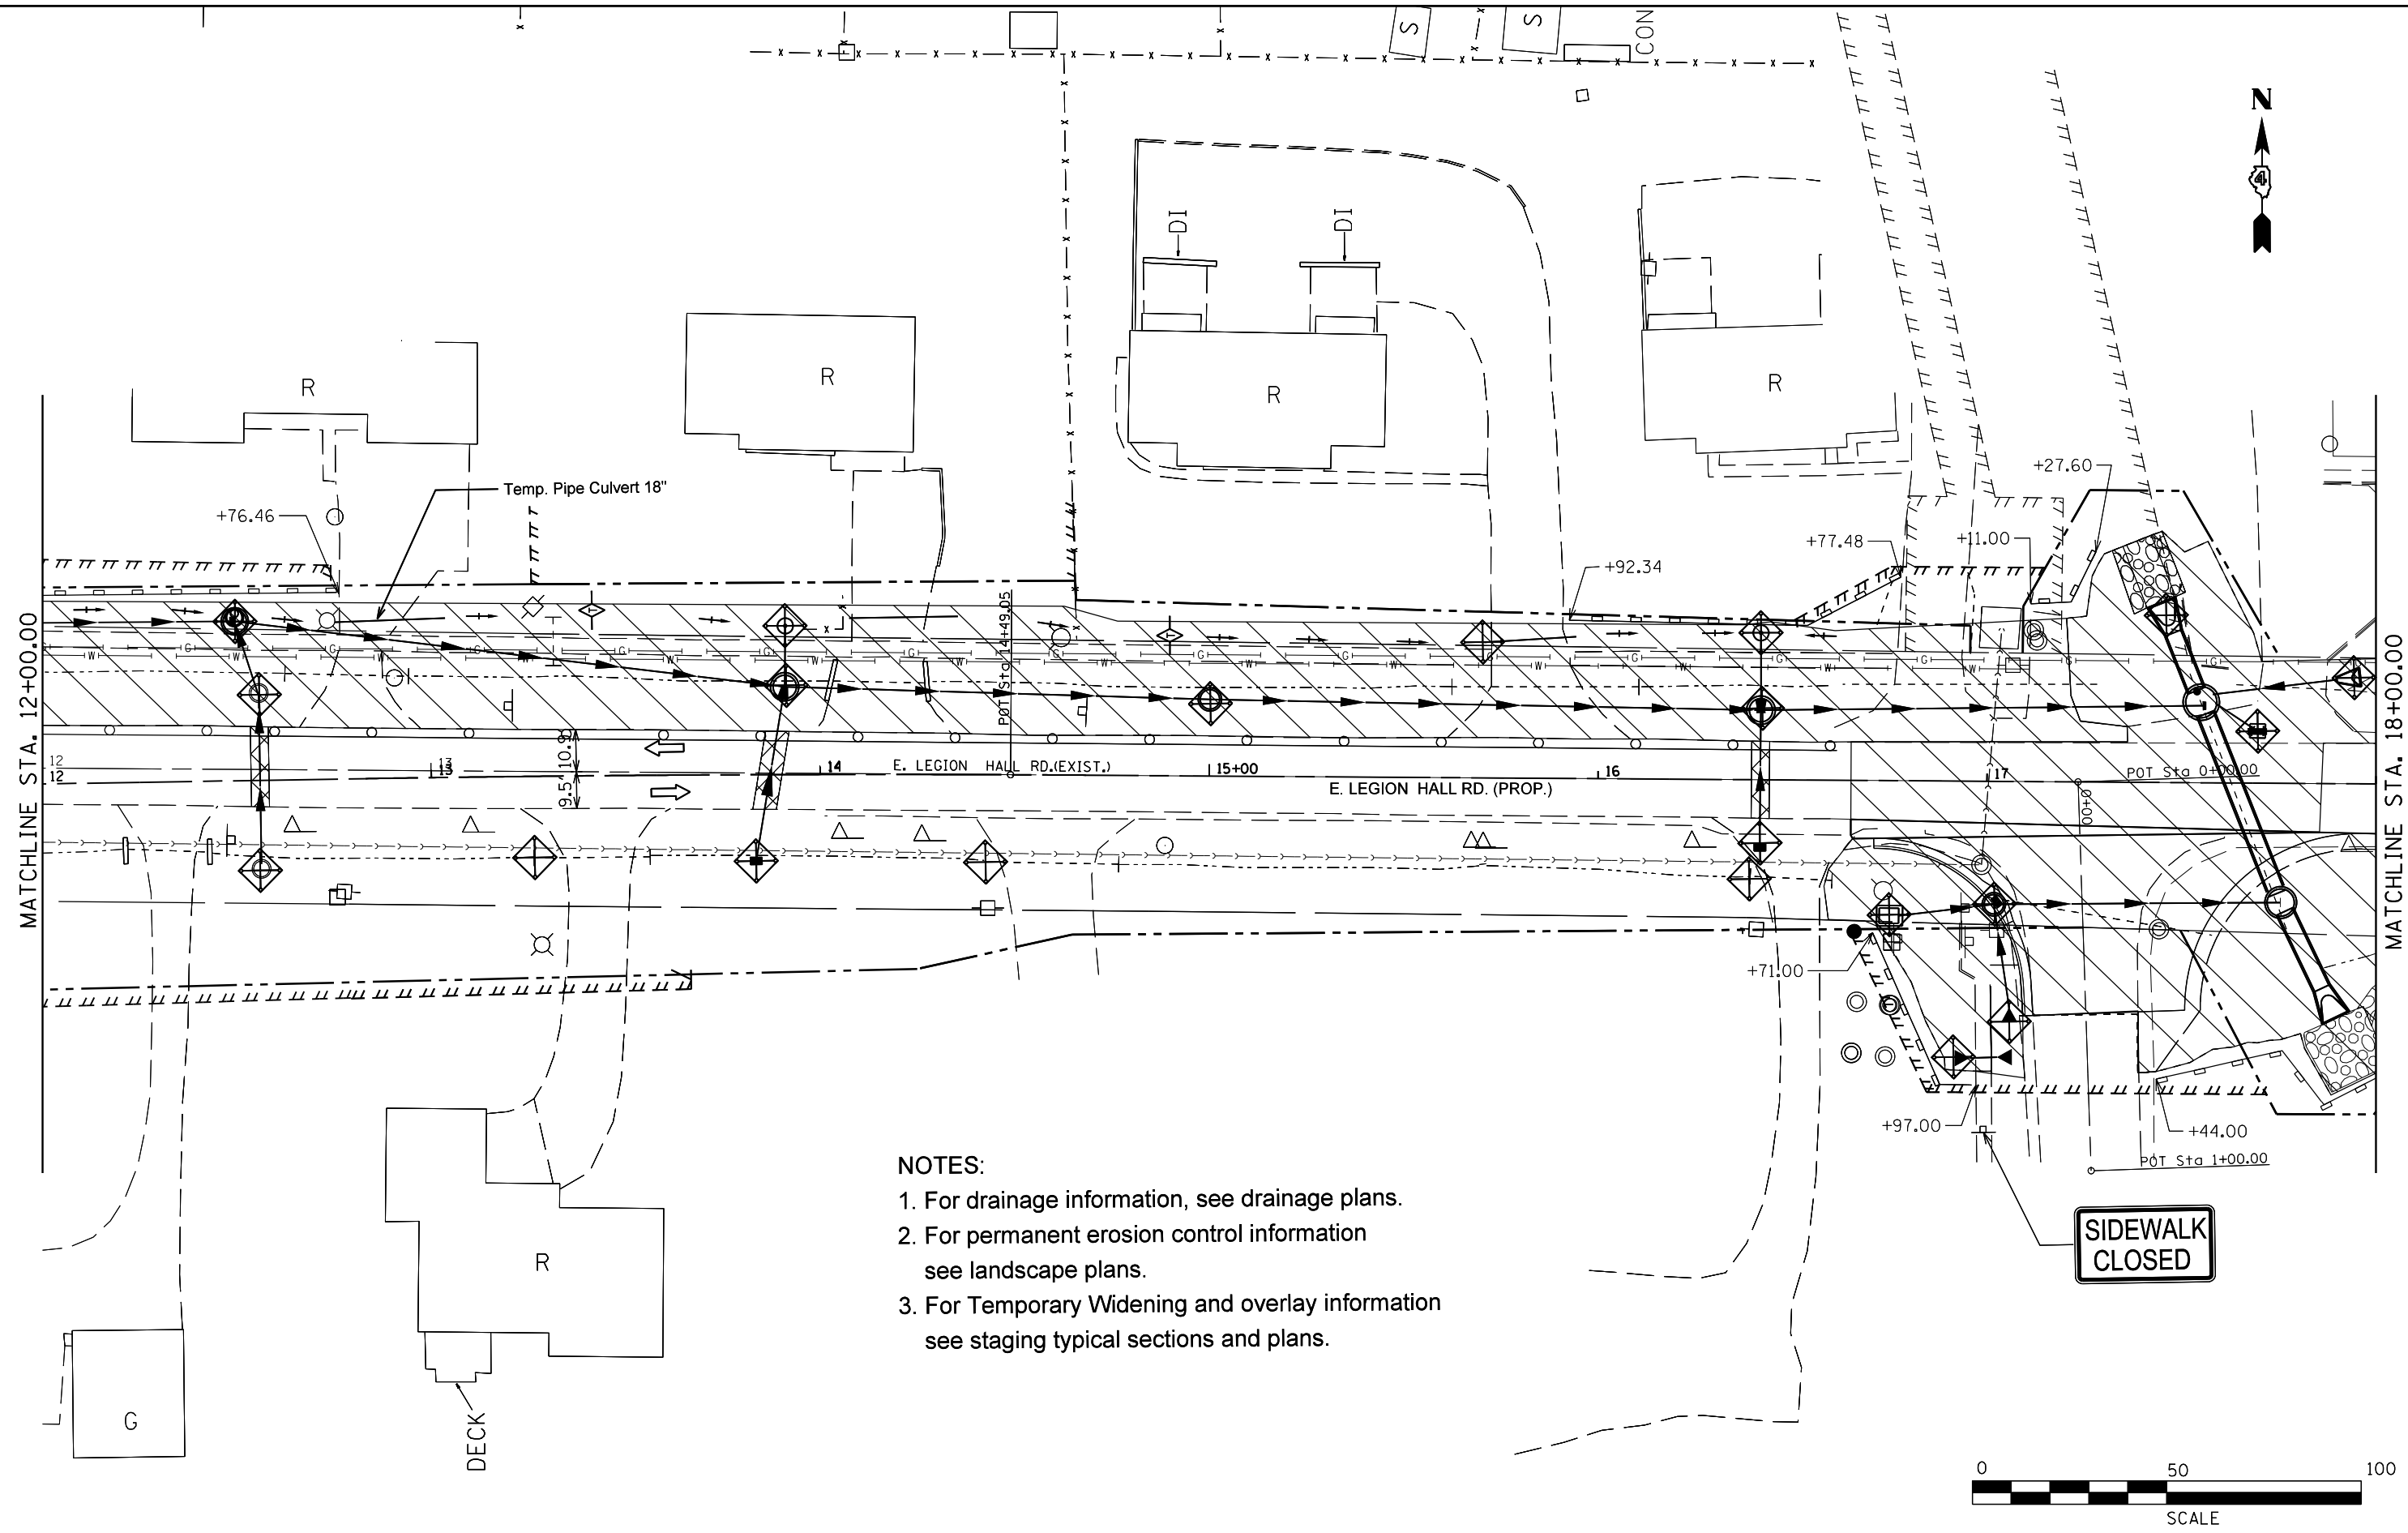 S
S
CON
N
4
DI
DI
R
R
R
R
+27.60
Temp. Pipe Culvert 18"
+76.46
+77.48
+11.00
+92.34
MATCHLINE STA. 12+00.00
MATCHLINE STA. 18+00.00
POT Sta 14+49.05
G G G G G G G G G G G G G
W W W W W W W W W W W W
10.9'
9.5'
12
12
13
13
14
E. LEGION HALL RD.(EXIST.)
15+00
16
17
POT Sta 0+00.00
E. LEGION HALL RD. (PROP.)
0+00
+71.00
+97.00
+44.00
POT Sta 1+00.00
NOTES:
1. For drainage information, see drainage plans.
2. For permanent erosion control information
see landscape plans.
3. For Temporary Widening and overlay information
see staging typical sections and plans.
SIDEWALK
CLOSED
R
G
DECK
0 50 100
SCALE